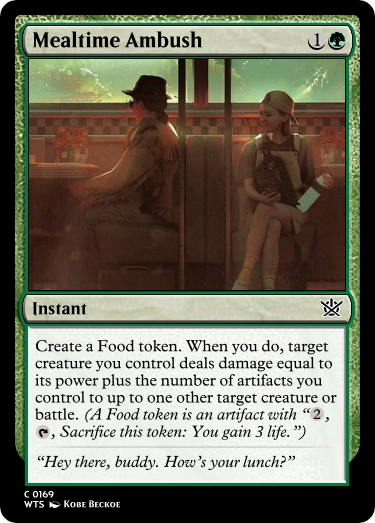 Mealtime Ambush 1
Instant
Create a Food token. When you do, target
creature you control deals damage equal to
its power plus the number of artifacts you
control to up to one other target creature or
battle. (A Food token is an artifact with “2,
, Sacrifice this token: You gain 3 life.”)
“Hey there, buddy. How’s your lunch?”
C 0169
WTS Kobe Beckoe